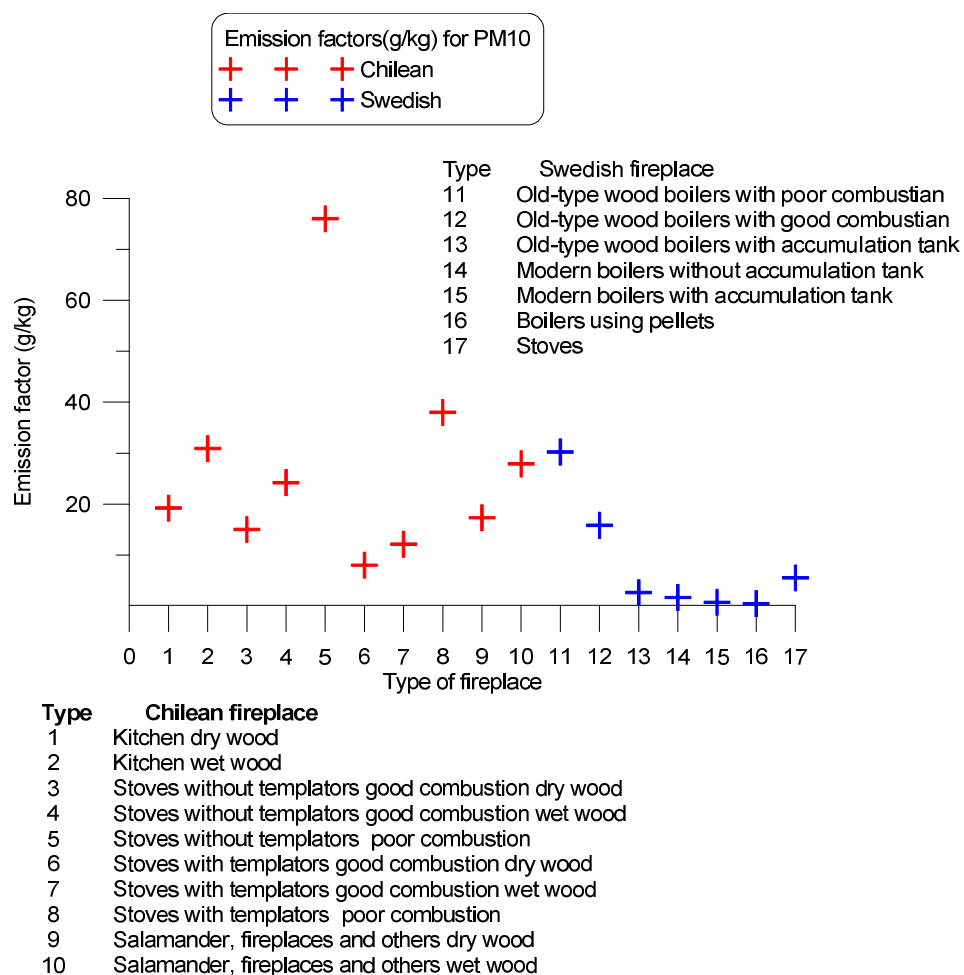 Emission factors(g/kg) for PM10
Chilean
Swedish
Type Swedish fireplace
11 Old-type wood boilers with poor combustian
12 Old-type wood boilers with good combustian
13 Old-type wood boilers with accumulation tank
14 Modern boilers without accumulation tank
15 Modern boilers with accumulation tank
16 Boilers using pellets
17 Stoves
80
60
40
20
Emission factor (g/kg)
0 1 2 3 4 5 6 7 8 9 10 11 12 13 14 15 16 17
Type of fireplace
Type Chilean fireplace
1 Kitchen dry wood
2 Kitchen wet wood
3 Stoves without templators good combustion dry wood
4 Stoves without templators good combustion wet wood
5 Stoves without templators poor combustion
6 Stoves with templators good combustion dry wood
7 Stoves with templators good combustion wet wood
8 Stoves with templators poor combustion
9 Salamander, fireplaces and others dry wood
10 Salamander, fireplaces and others wet wood